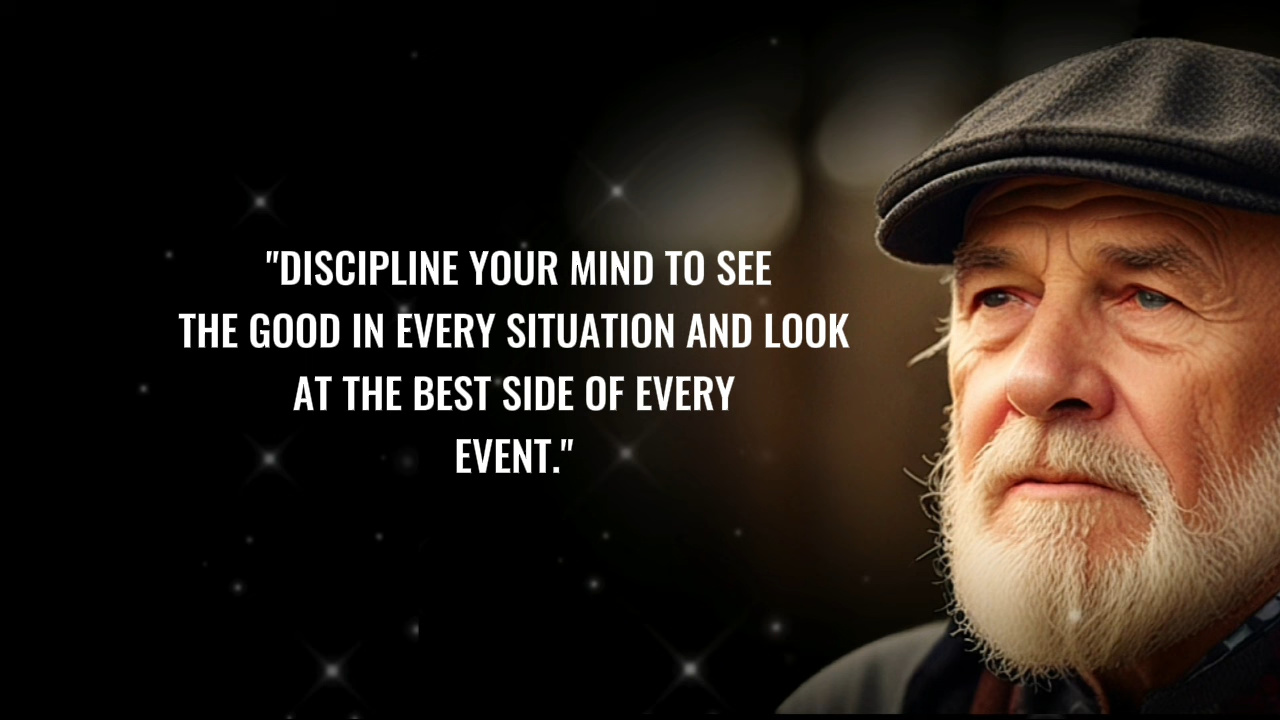 "DISCIPLINE YOUR MIND TO SEE
THE GOOD IN EVERY SITUATION AND LOOK
AT THE BEST SIDE OF EVERY
EVENT."